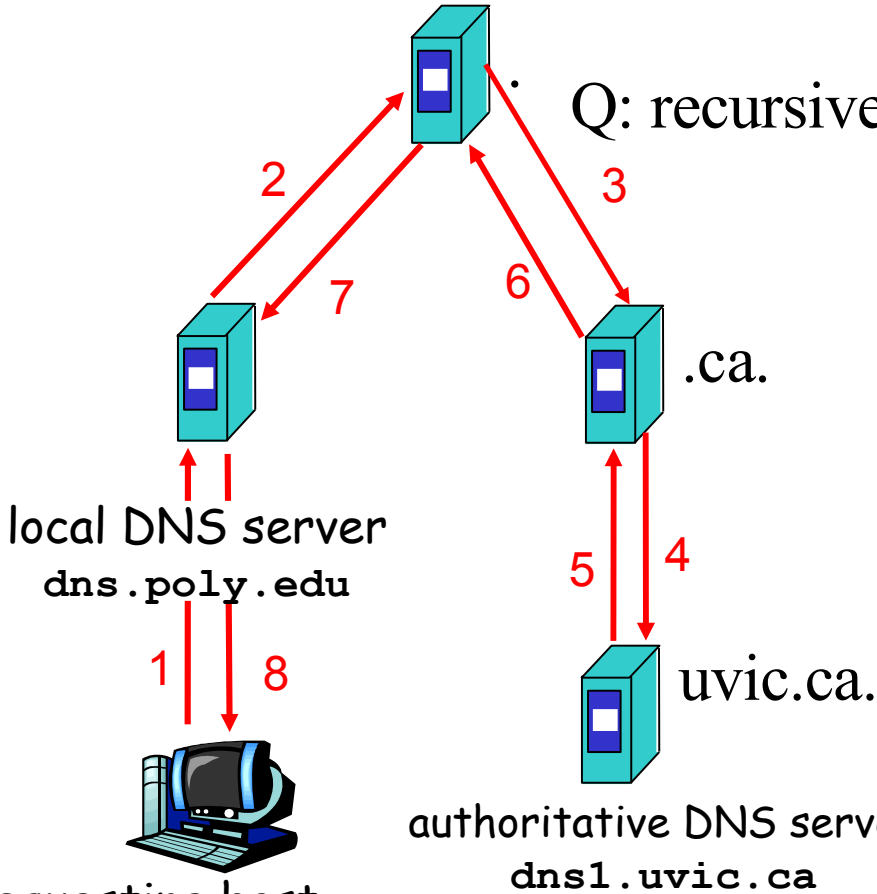 .
Q: recursive
2
3
7
6
.ca.
local DNS server
dns.poly.edu
5
4
1
8
uvic.ca.
authoritative DNS
dns1.uvic.ca
host